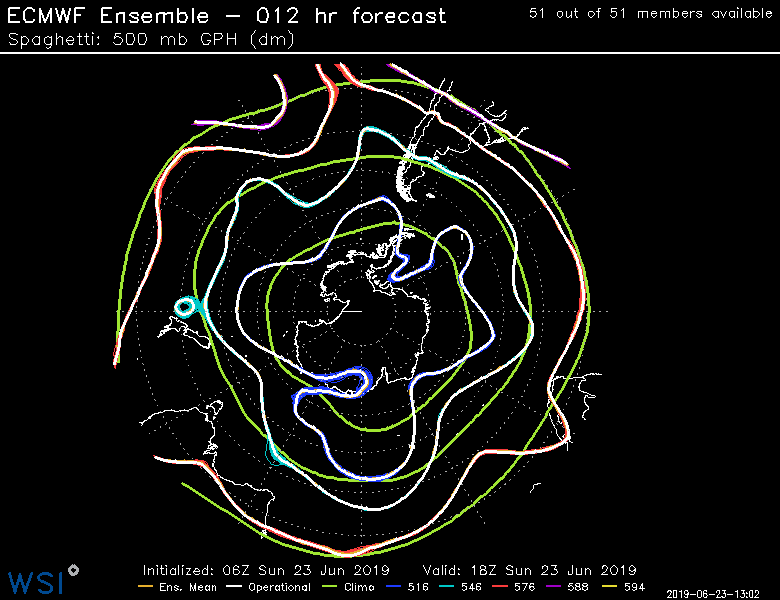 ECMWF Ensemble – 012 hr forecast
51 out of 51 members available
Spaghetti: 500 mb GPH (dm)
Initialized: 06Z Sun 23 Jun 2019 Valid: 18Z Sun 23 Jun 2019
WSI
Ens. Mean Operational Climo 516 546 576 588 594
2019-06-23-13:02